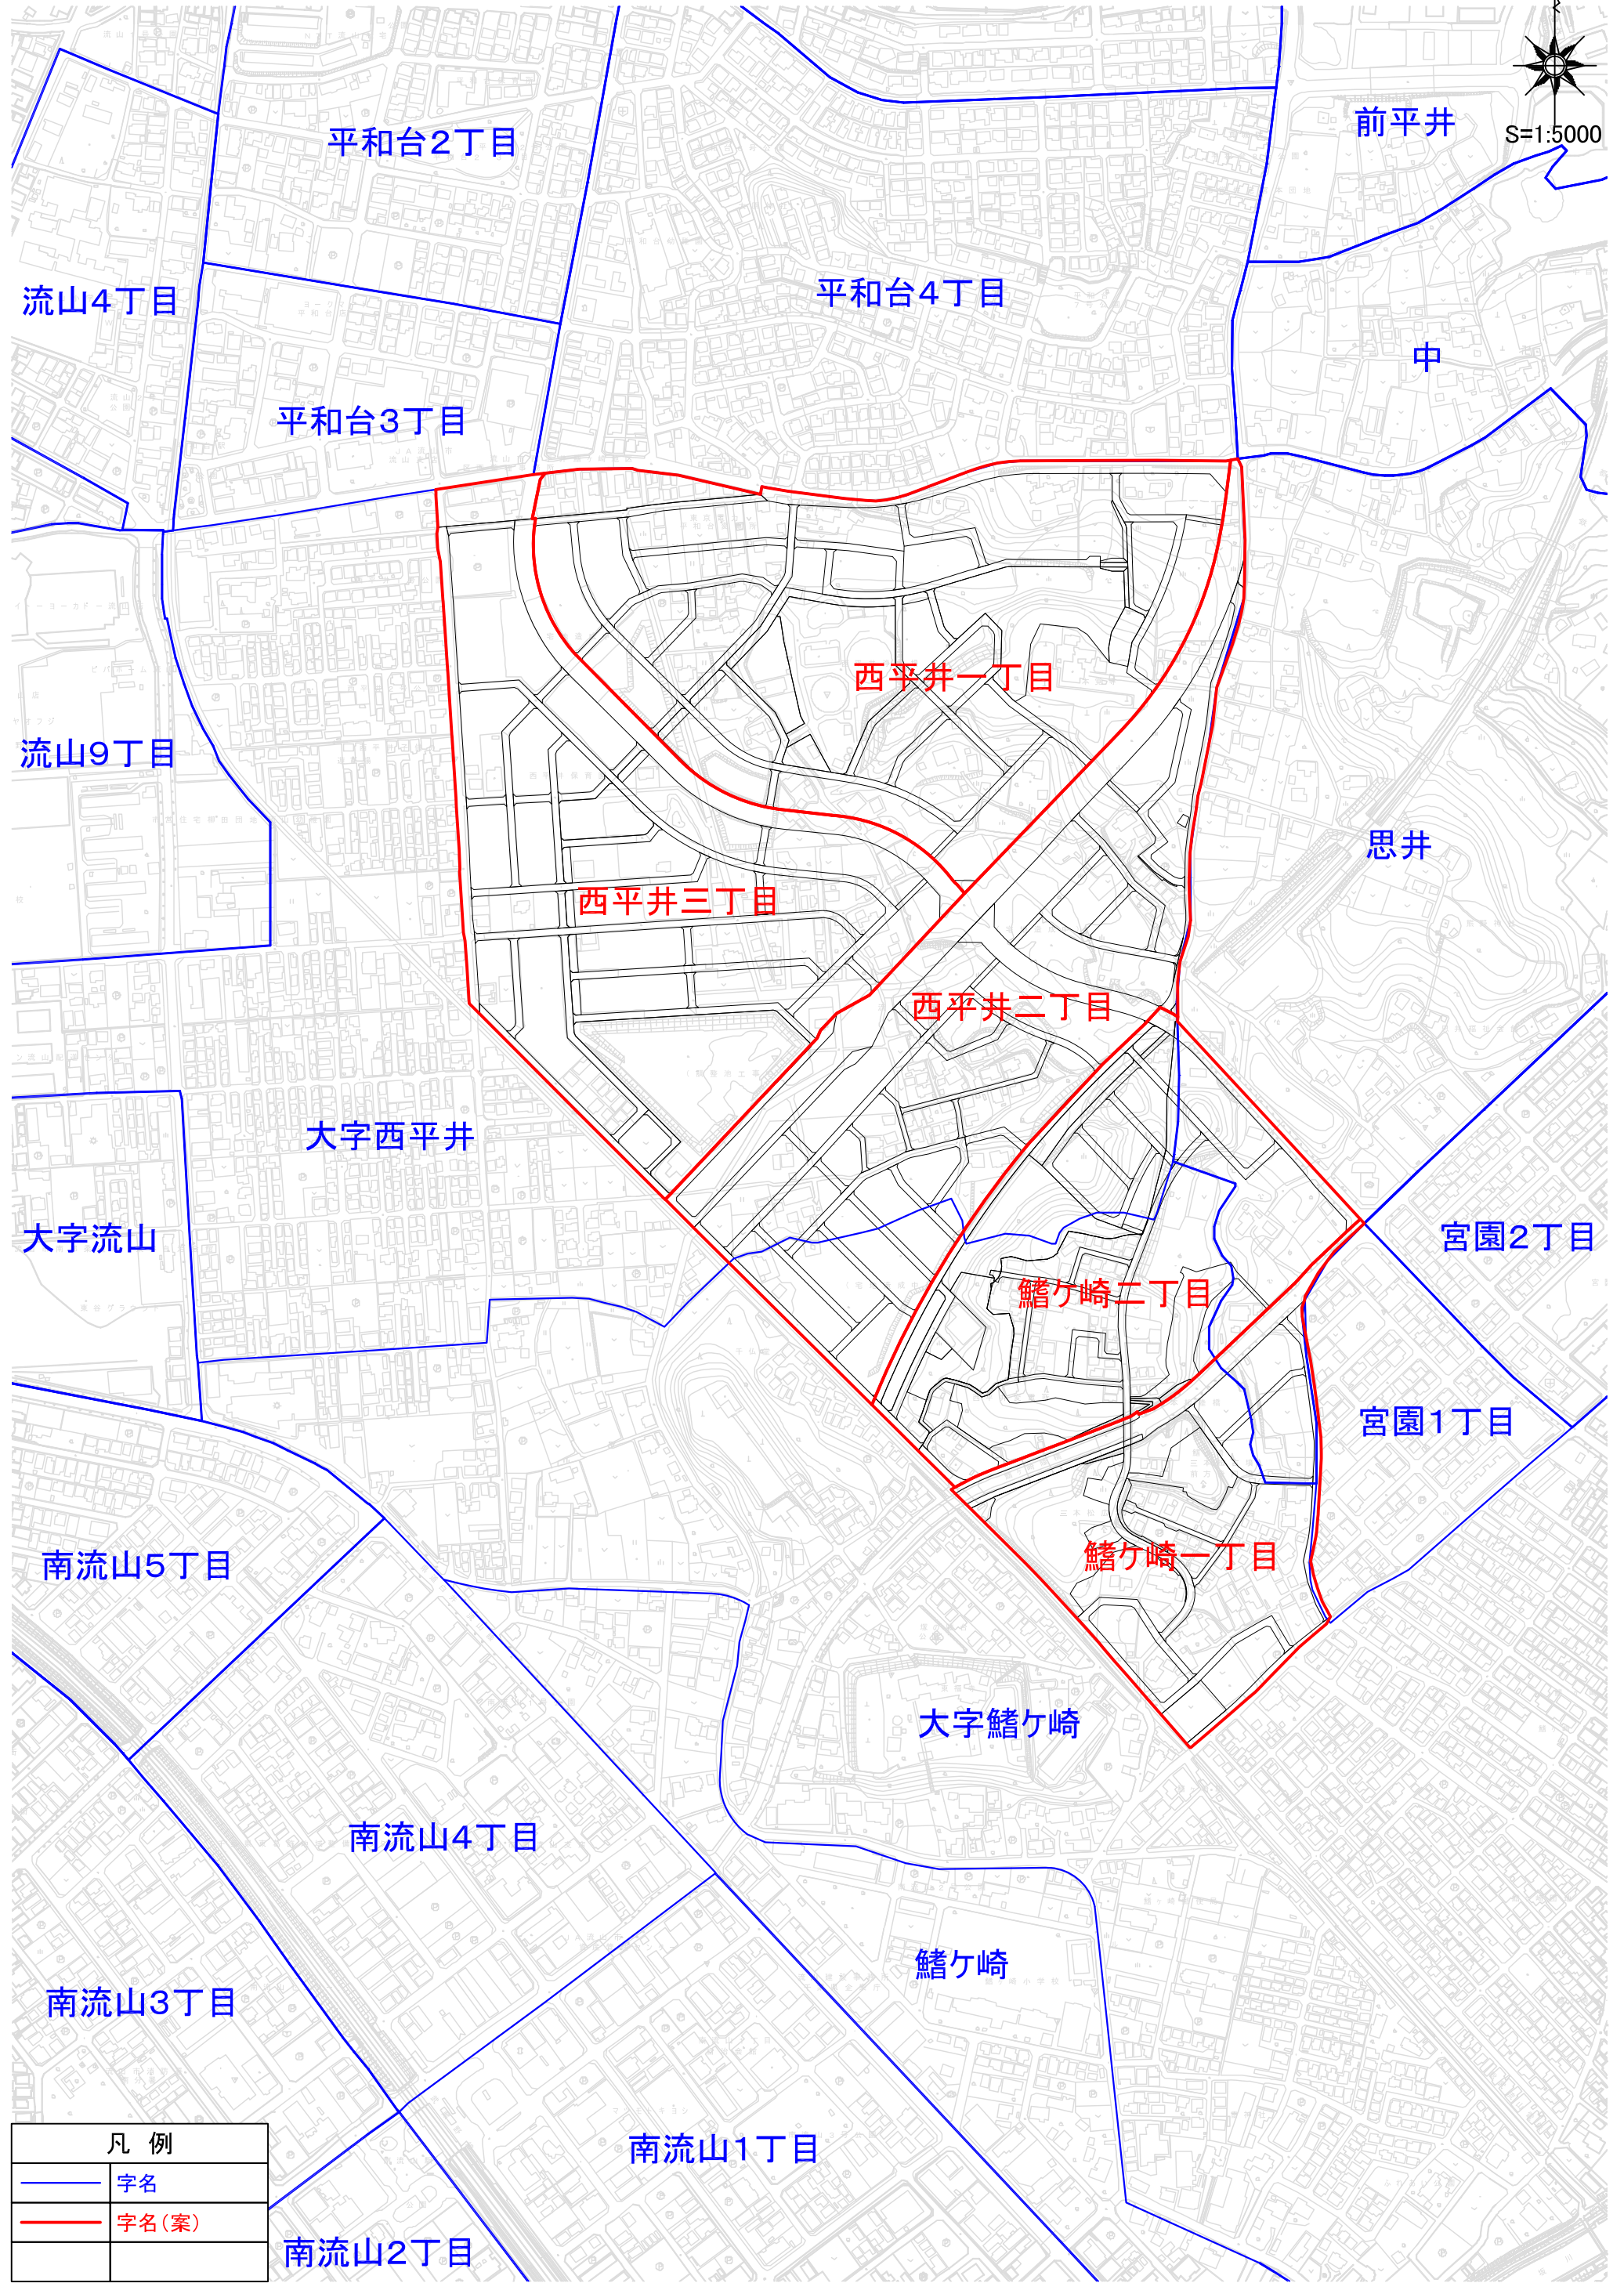 前平井
S=1:5000
平和台2丁目
流山4丁目
平和台4丁目
中
平和台3丁目
西平井一丁目
流山9丁目
思井
西平井三丁目
西平井二丁目
大字西平井
大字流山
宮園2丁目
鰭ケ崎二丁目
宮園1丁目
鰭ケ崎一丁目
南流山5丁目
大字鰭ケ崎
南流山4丁目
鰭ケ崎
南流山3丁目
南流山1丁目
凡 例
字名
字名（案）
南流山2丁目